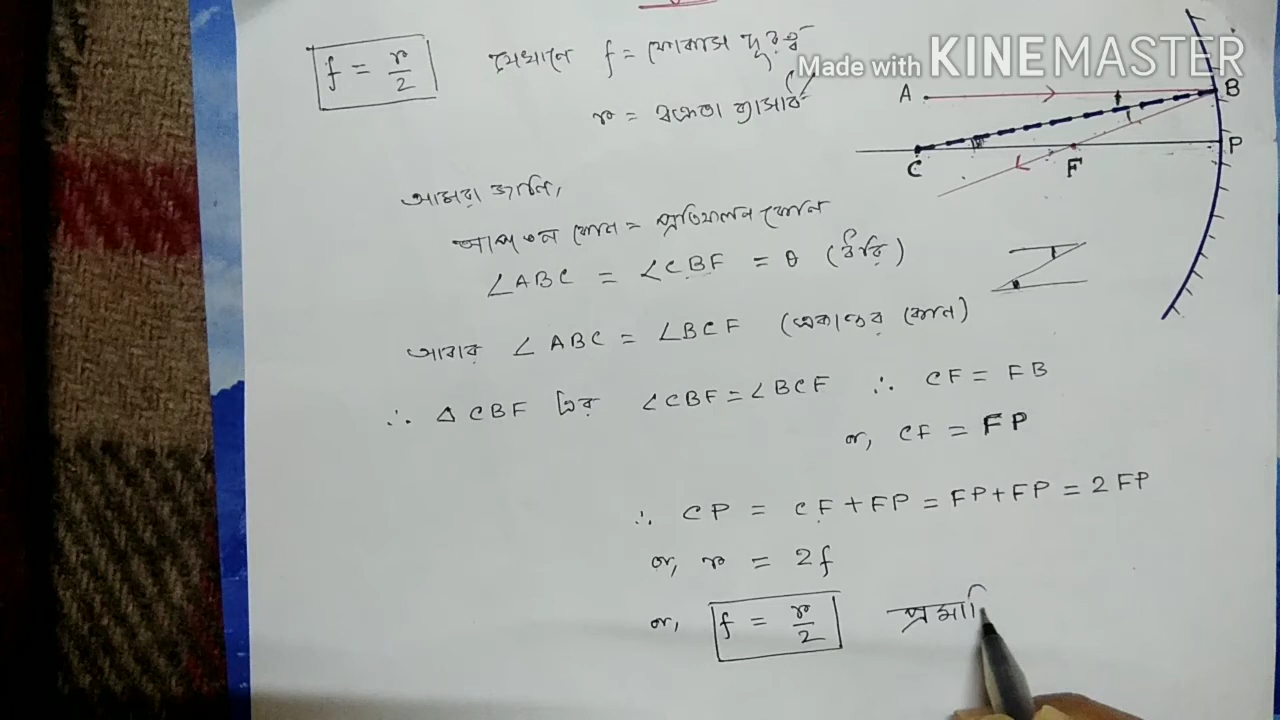 Made with KINEMASTER
f = r/2 যেখানে f = ফোকাস দূরত্ব
r = বক্রতা ব্যাসার্ধ
A B
C F P
আমরা জানি,
আপতন কোন = প্রতিফলন কোন
∠ABC = ∠CBF = θ (ধরি)
আবার ∠ABC = ∠BCF (একান্তর কোন)
∴ △CBF এর ∠CBF = ∠BCF ∴ CF = FB
or, CF = FP
∴ CP = CF + FP = FP + FP = 2FP
or, r = 2f
or, f = r/2 প্রমাি